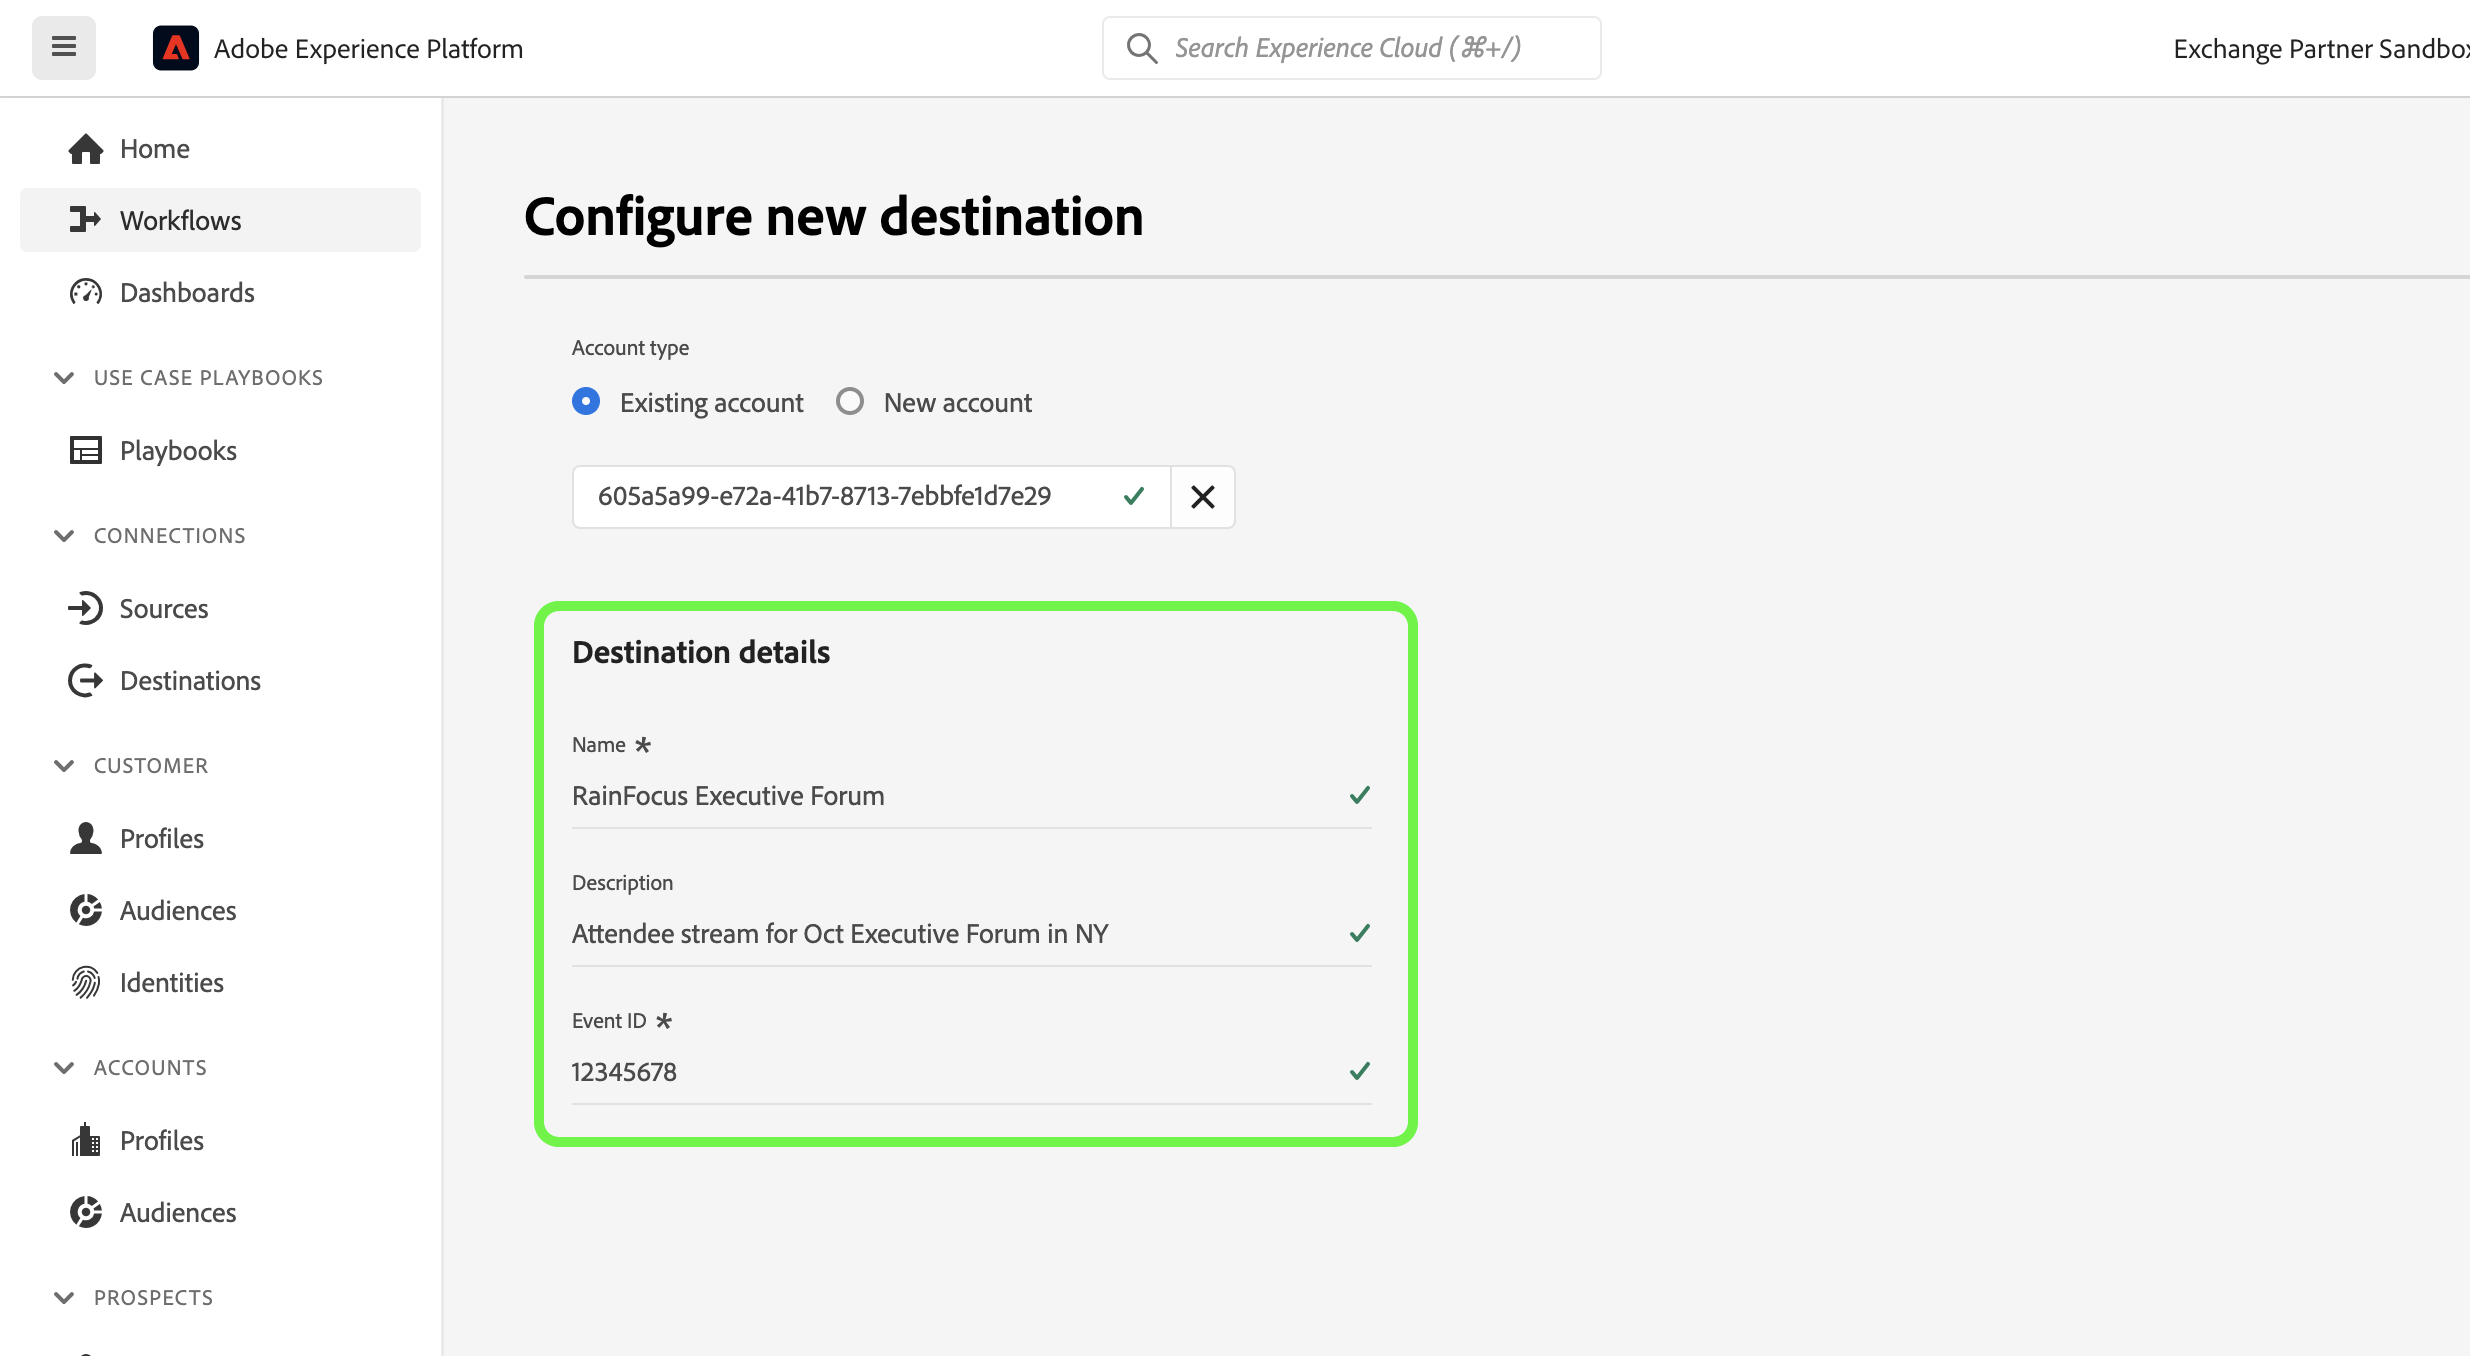 Adobe Experience Platform
Search Experience Cloud (⌘+/)
Exchange Partner Sandbox
Home
Workflows
Dashboards
USE CASE PLAYBOOKS
Playbooks
CONNECTIONS
Sources
Destinations
CUSTOMER
Profiles
Audiences
Identities
ACCOUNTS
Profiles
Audiences
PROSPECTS
Configure new destination
Account type
Existing account
New account
605a5a99-e72a-41b7-8713-7ebbfe1d7e29
Destination details
Name *
RainFocus Executive Forum
Description
Attendee stream for Oct Executive Forum in NY
Event ID *
12345678